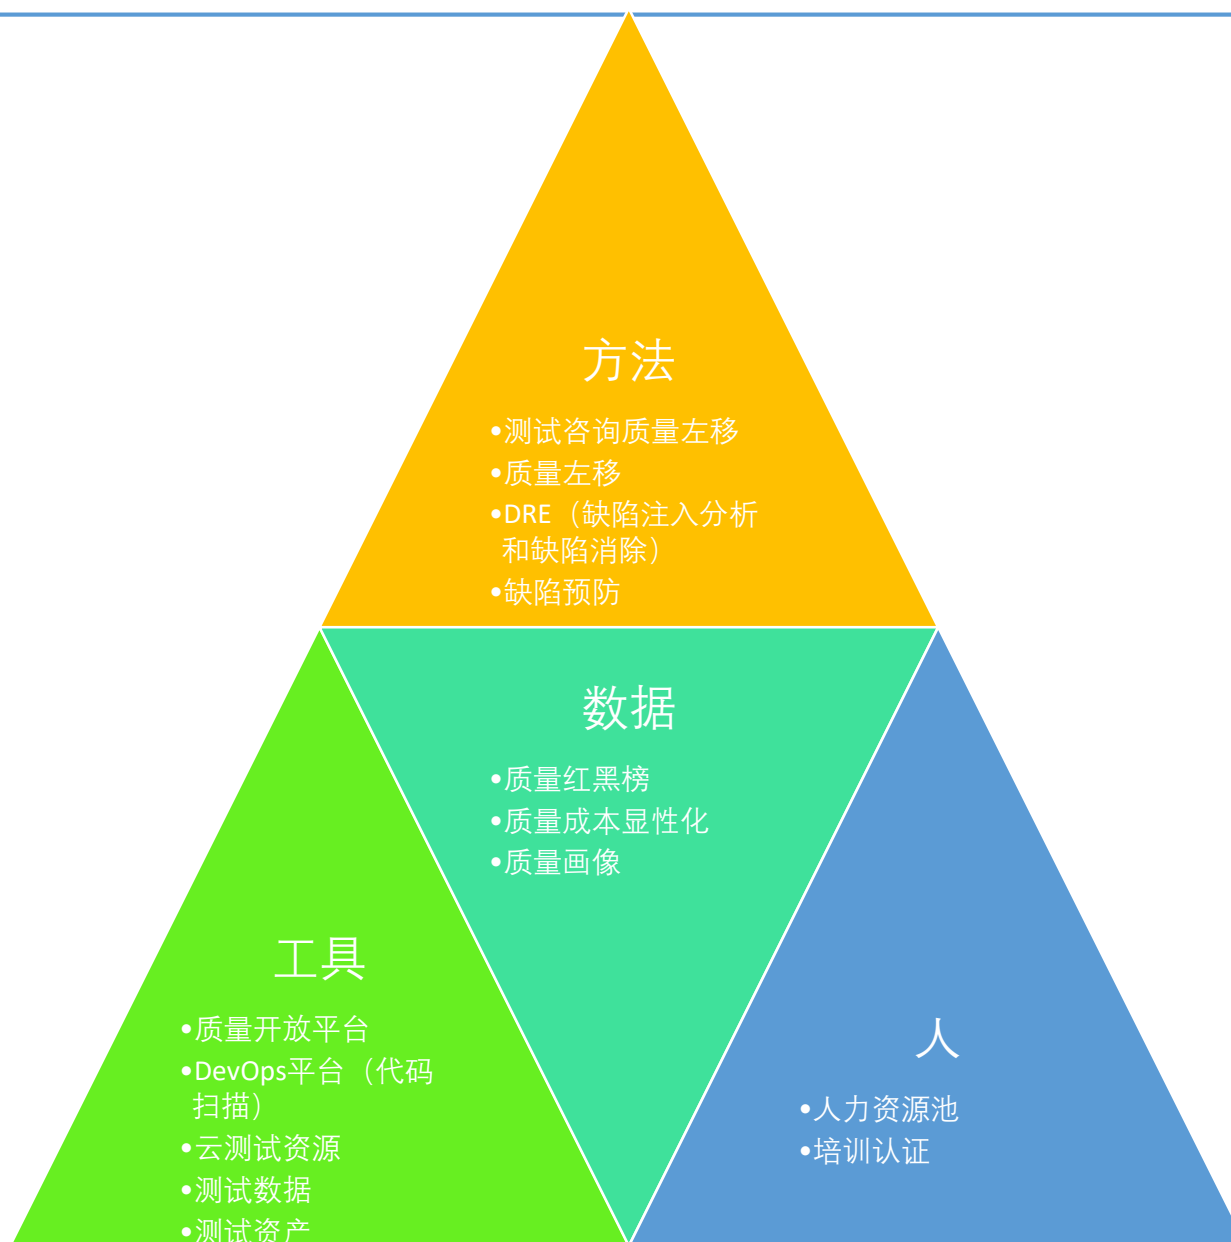 方法
•测试咨询质量左移
•质量左移
•DRE（缺陷注入分析
和缺陷消除）
•缺陷预防
数据
•质量红黑榜
•质量成本显性化
•质量画像
工具
•质量开放平台
•DevOps平台（代码
扫描）
•云测试资源
•测试数据
•测试资产
人
•人力资源池
•培训认证